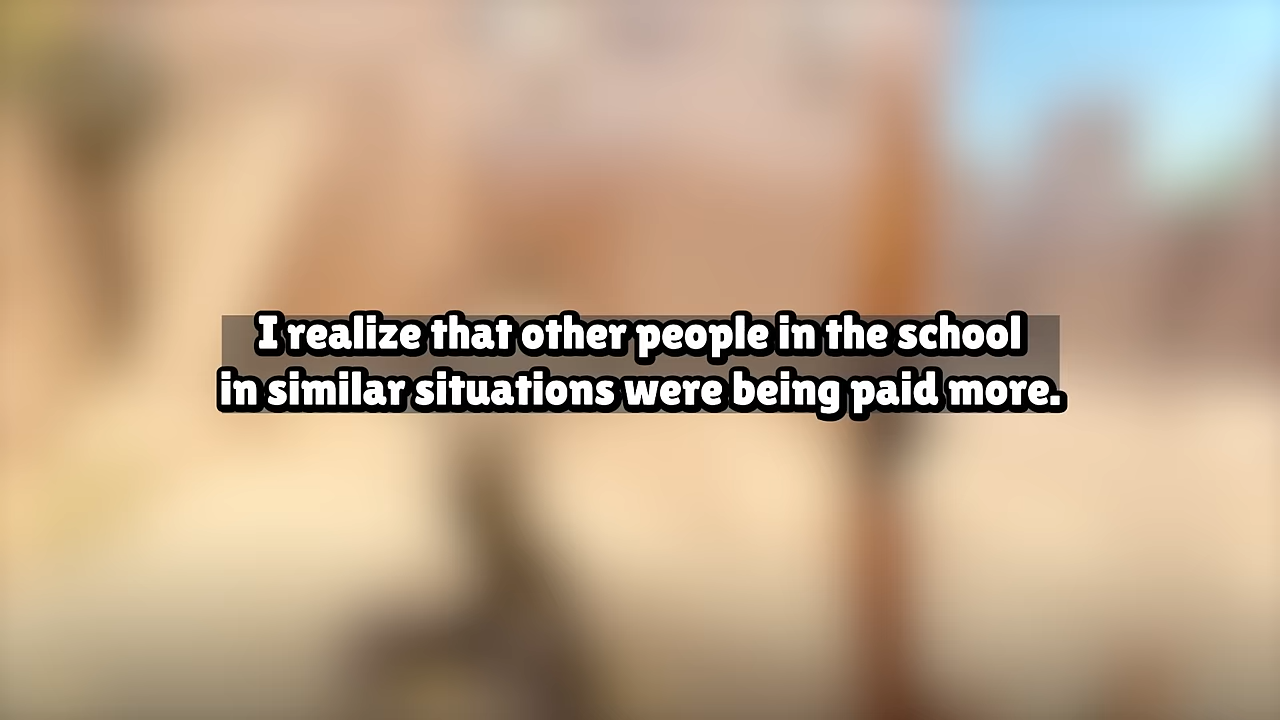 I realize that other people in the school
in similar situations were being paid more.